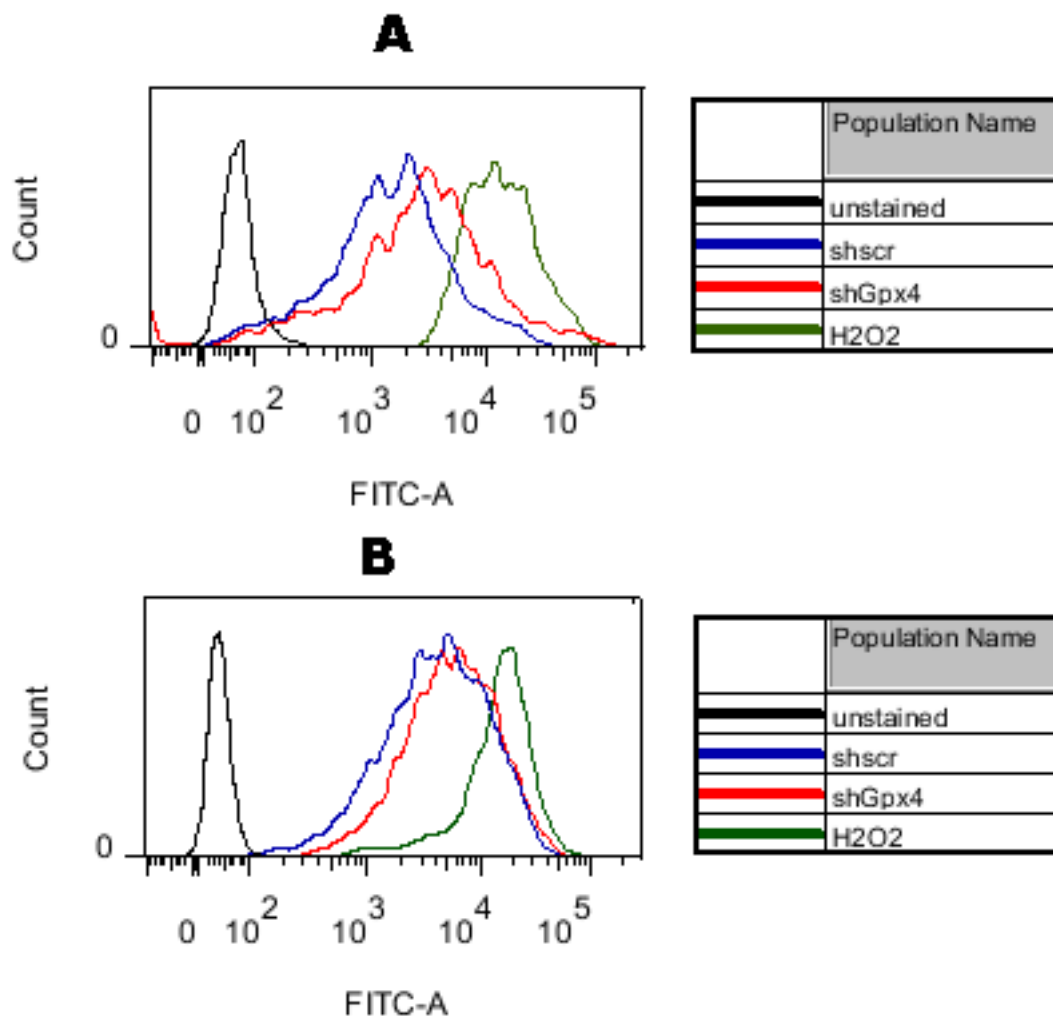 A
Count
0
0 10^2 10^3 10^4 10^5
FITC-A
Population Name
unstained
shscr
shGpx4
H2O2
B
Count
0
0 10^2 10^3 10^4 10^5
FITC-A
Population Name
unstained
shscr
shGpx4
H2O2